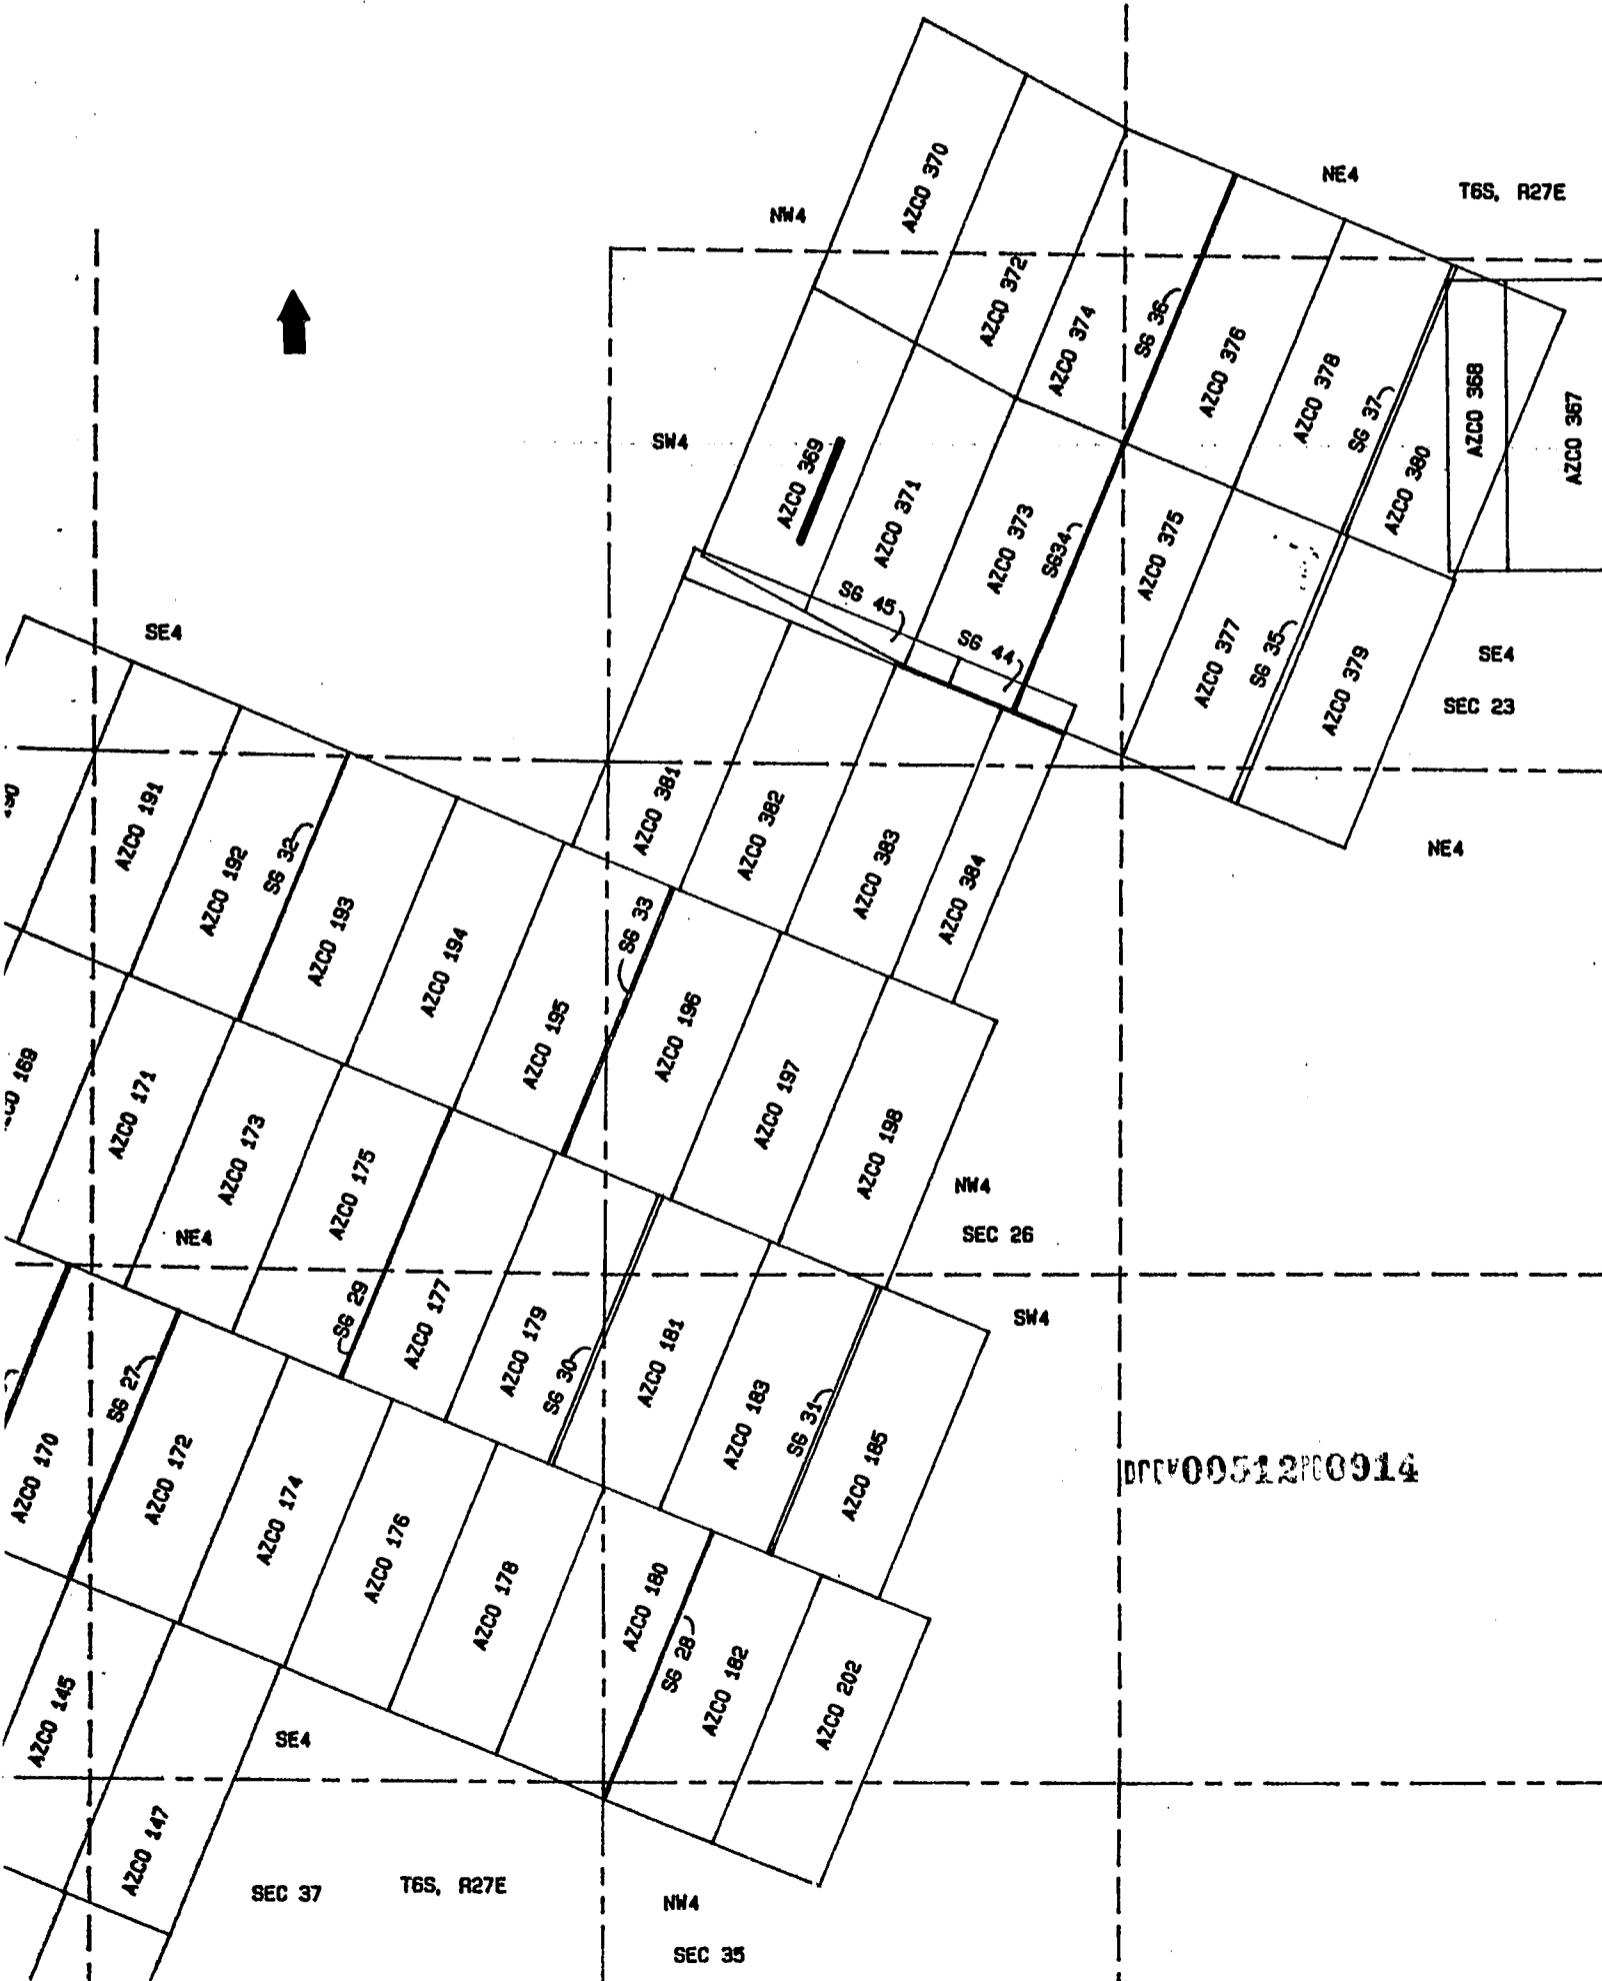 NE4
T6S, R27E
AZCO 370
NW4
AZCO 372
AZCO 374
SG 36
AZCO 376
AZCO 378
SG 37
AZCO 380
AZCO 368
AZCO 367
SW4
AZCO 369
AZCO 371
AZCO 373
SG34
AZCO 375
AZCO 377
SG 35
AZCO 379
SE4
SEC 23
SG 45
SG 44
SE4
AZCO 381
AZCO 382
AZCO 383
AZCO 384
NE4
AZCO 191
AZCO 192
SG 32
AZCO 193
AZCO 194
AZCO 195
SG 33
AZCO 196
AZCO 197
AZCO 198
AZCO 171
AZCO 173
AZCO 175
AZCO 177
AZCO 179
SG 29
SG 30
AZCO 181
AZCO 183
SG 31
AZCO 185
NE4
NW4
SEC 26
SW4
SG 27
AZCO 170
AZCO 172
AZCO 174
AZCO 176
AZCO 178
AZCO 180
SG 28
AZCO 182
AZCO 202
00512
0914
AZCO 145
AZCO 147
SE4
SEC 37
T6S, R27E
NW4
SEC 35